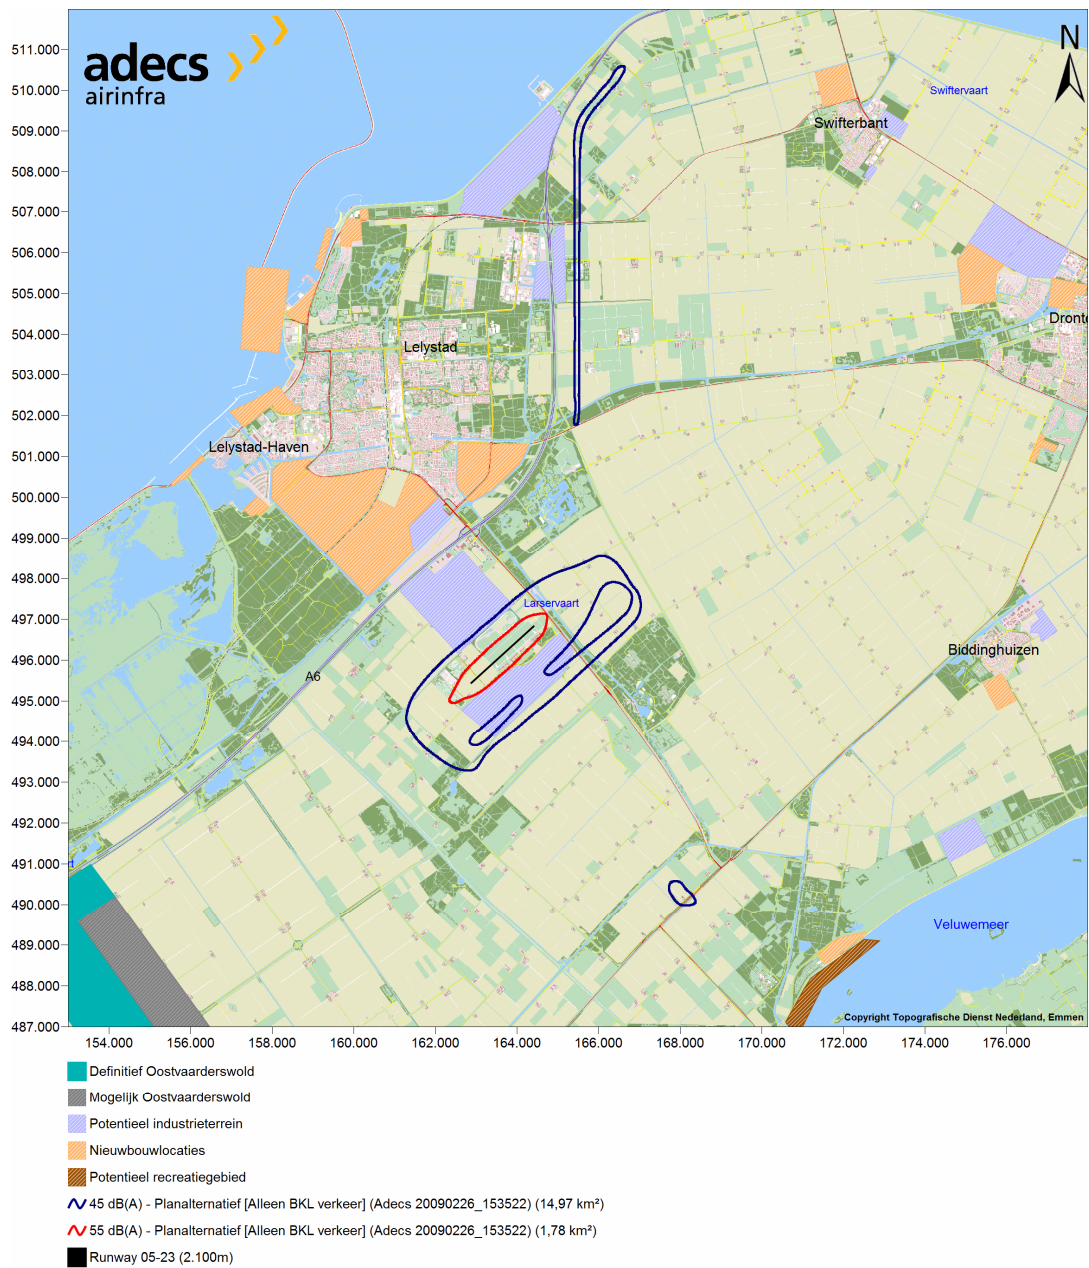 adecs
airinfra
N
511.000
510.000
509.000
508.000
507.000
506.000
505.000
504.000
503.000
502.000
501.000
500.000
499.000
498.000
497.000
496.000
495.000
494.000
493.000
492.000
491.000
490.000
489.000
488.000
487.000
Swiftervaart
Swifterbant
Dronte
Lelystad
Lelystad-Haven
Larservaart
Biddinghuizen
A6
Veluwemeer
Copyright Topografische Dienst Nederland, Emmen
154.000 156.000 158.000 160.000 162.000 164.000 166.000 168.000 170.000 172.000 174.000 176.000
Definitief Oostvaarderswold
Mogelijk Oostvaarderswold
Potentieel industrieterrein
Nieuwbouwlocaties
Potentieel recreatiegebied
45 dB(A) - Planalternatief [Alleen BKL verkeer] (Adecs 20090226_153522) (14,97 km²)
55 dB(A) - Planalternatief [Alleen BKL verkeer] (Adecs 20090226_153522) (1,78 km²)
Runway 05-23 (2.100m)